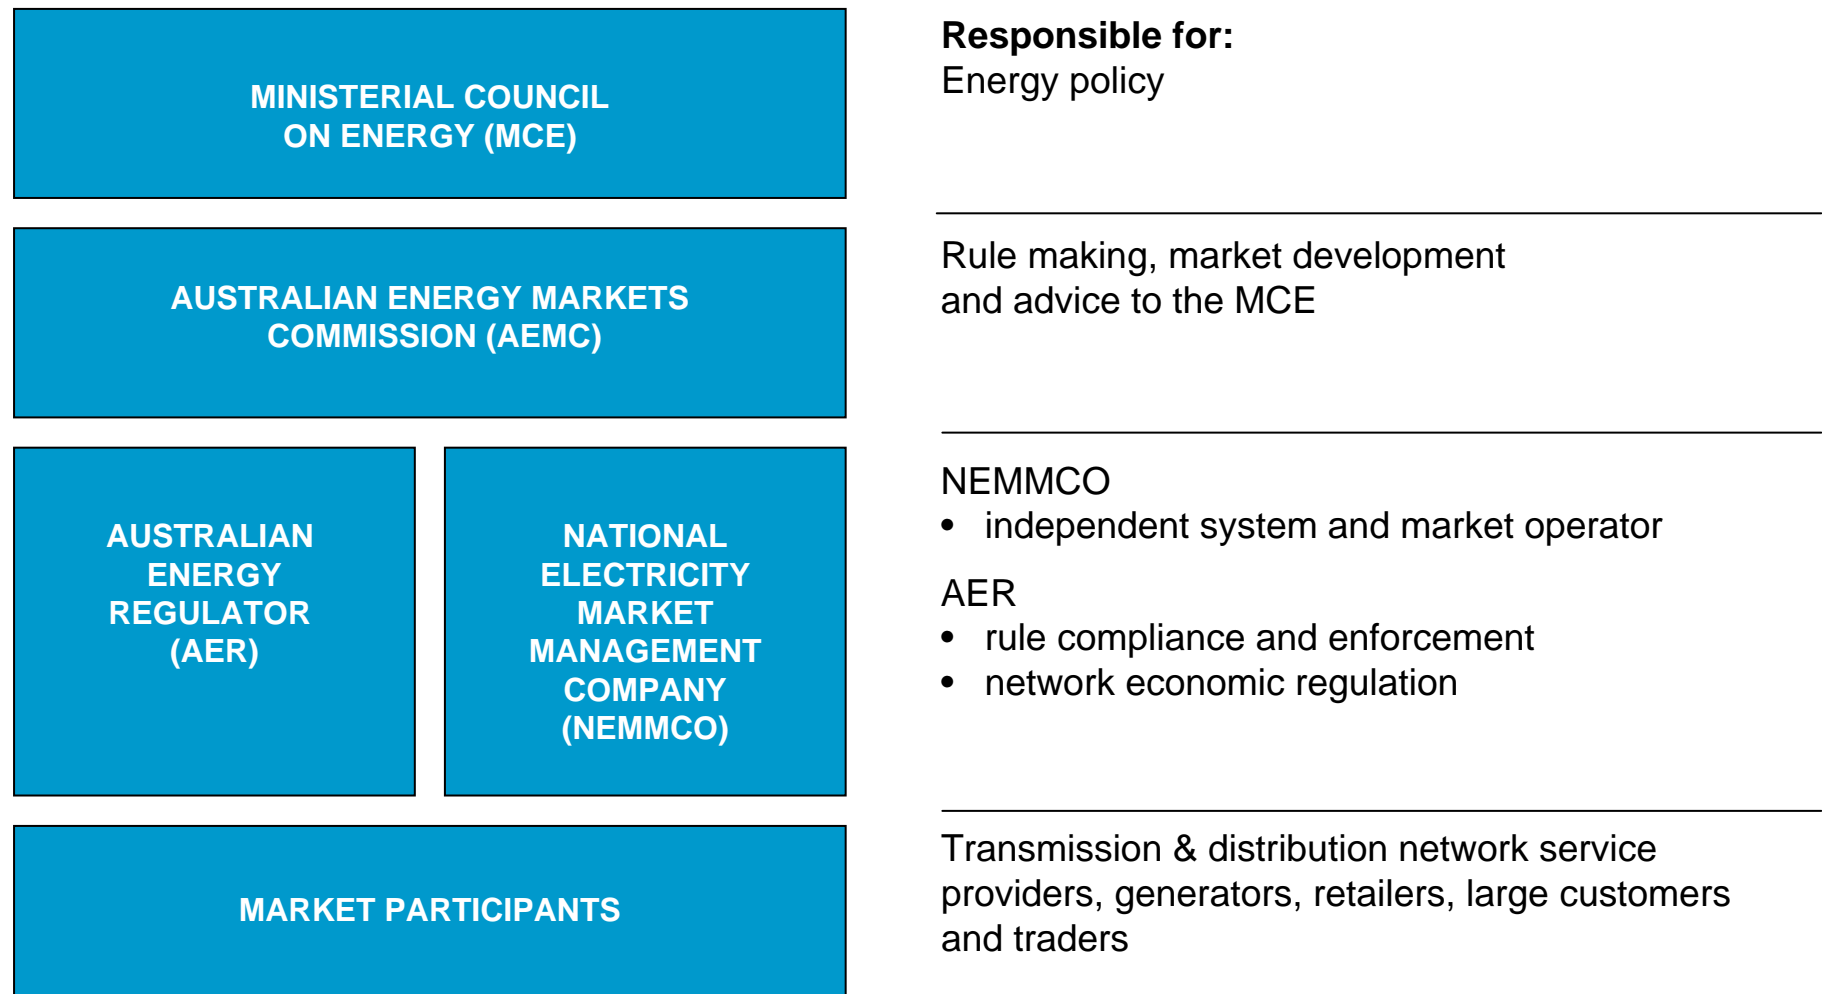 MINISTERIAL COUNCIL
ON ENERGY (MCE)
Responsible for:
Energy policy
AUSTRALIAN ENERGY MARKETS
COMMISSION (AEMC)
Rule making, market development
and advice to the MCE
AUSTRALIAN
ENERGY
REGULATOR
(AER)
NATIONAL
ELECTRICITY
MARKET
MANAGEMENT
COMPANY
(NEMMCO)
NEMMCO
• independent system and market operator
AER
• rule compliance and enforcement
• network economic regulation
MARKET PARTICIPANTS
Transmission & distribution network service
providers, generators, retailers, large customers
and traders